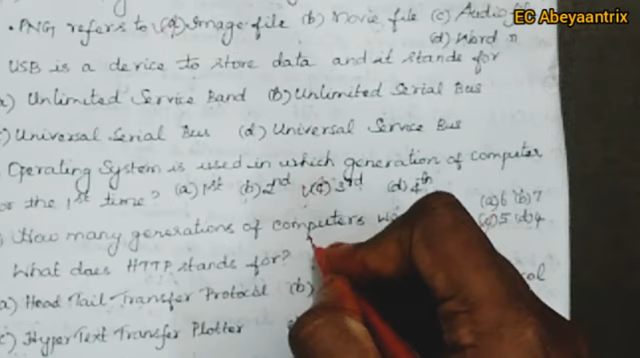 EC Abeyaantrix
. PNG refers to (a) Image file (b) Movie file (c) Audio file
(d) Word
USB is a device to store data and it stands for
Unlimited Service Band (b) Unlimited Serial Bus
Universal Serial Bus (d) Universal Service Bus
Operating System is used in which generation of computer
for the 1st time? (a) 1st (b) 2nd (c) 3rd (d) 4th
How many generations of computers (a) 6 (b) 7
(c) 5 (d) 4
What does HTTP stands for?
a) Head Tail Transfer Protocol (b)
c) HyperText Transfer Plotter